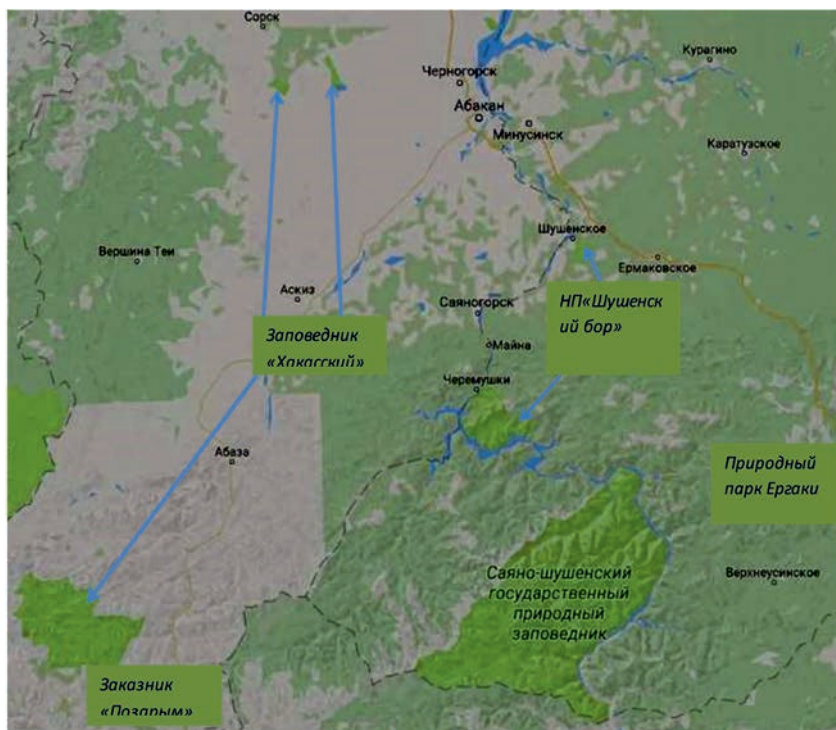 Сорск
Курагино
Черногорск
Абакан
Минусинск
Каратузское
Шушенское
Вершина Теи
Ермаковское
Аскиз
НП«Шушенск
ий бор»
Саяногорск
Заповедник
«Хакасский»
Майна
Черемушки
Абаза
Природный
парк Ергаки
Саяно-шушенский
государственный
природный
заповедник
Верхнеусинское
Заказник
«Позарым»